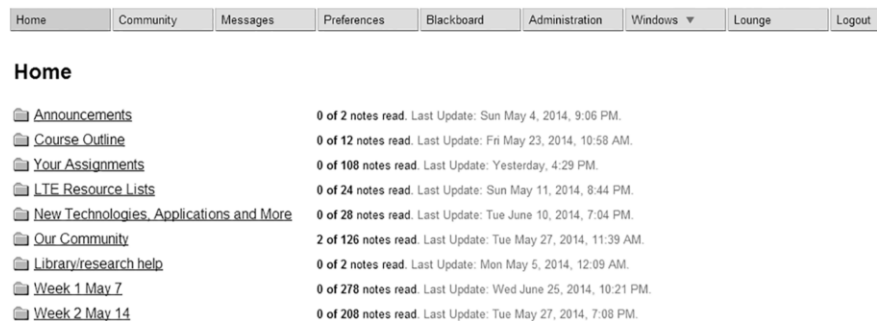 Home Community Messages Preferences Blackboard Administration Windows ▼ Lounge Logout
Home
Announcements 0 of 2 notes read. Last Update: Sun May 4, 2014, 9:06 PM.
Course Outline 0 of 12 notes read. Last Update: Fri May 23, 2014, 10:58 AM.
Your Assignments 0 of 108 notes read. Last Update: Yesterday, 4:29 PM.
LTE Resource Lists 0 of 24 notes read. Last Update: Sun May 11, 2014, 8:44 PM.
New Technologies, Applications and More 0 of 28 notes read. Last Update: Tue June 10, 2014, 7:04 PM.
Our Community 2 of 126 notes read. Last Update: Tue May 27, 2014, 11:39 AM.
Library/research help 0 of 2 notes read. Last Update: Mon May 5, 2014, 12:09 AM.
Week 1 May 7 0 of 278 notes read. Last Update: Wed June 25, 2014, 10:21 PM.
Week 2 May 14 0 of 208 notes read. Last Update: Tue May 27, 2014, 7:08 PM.